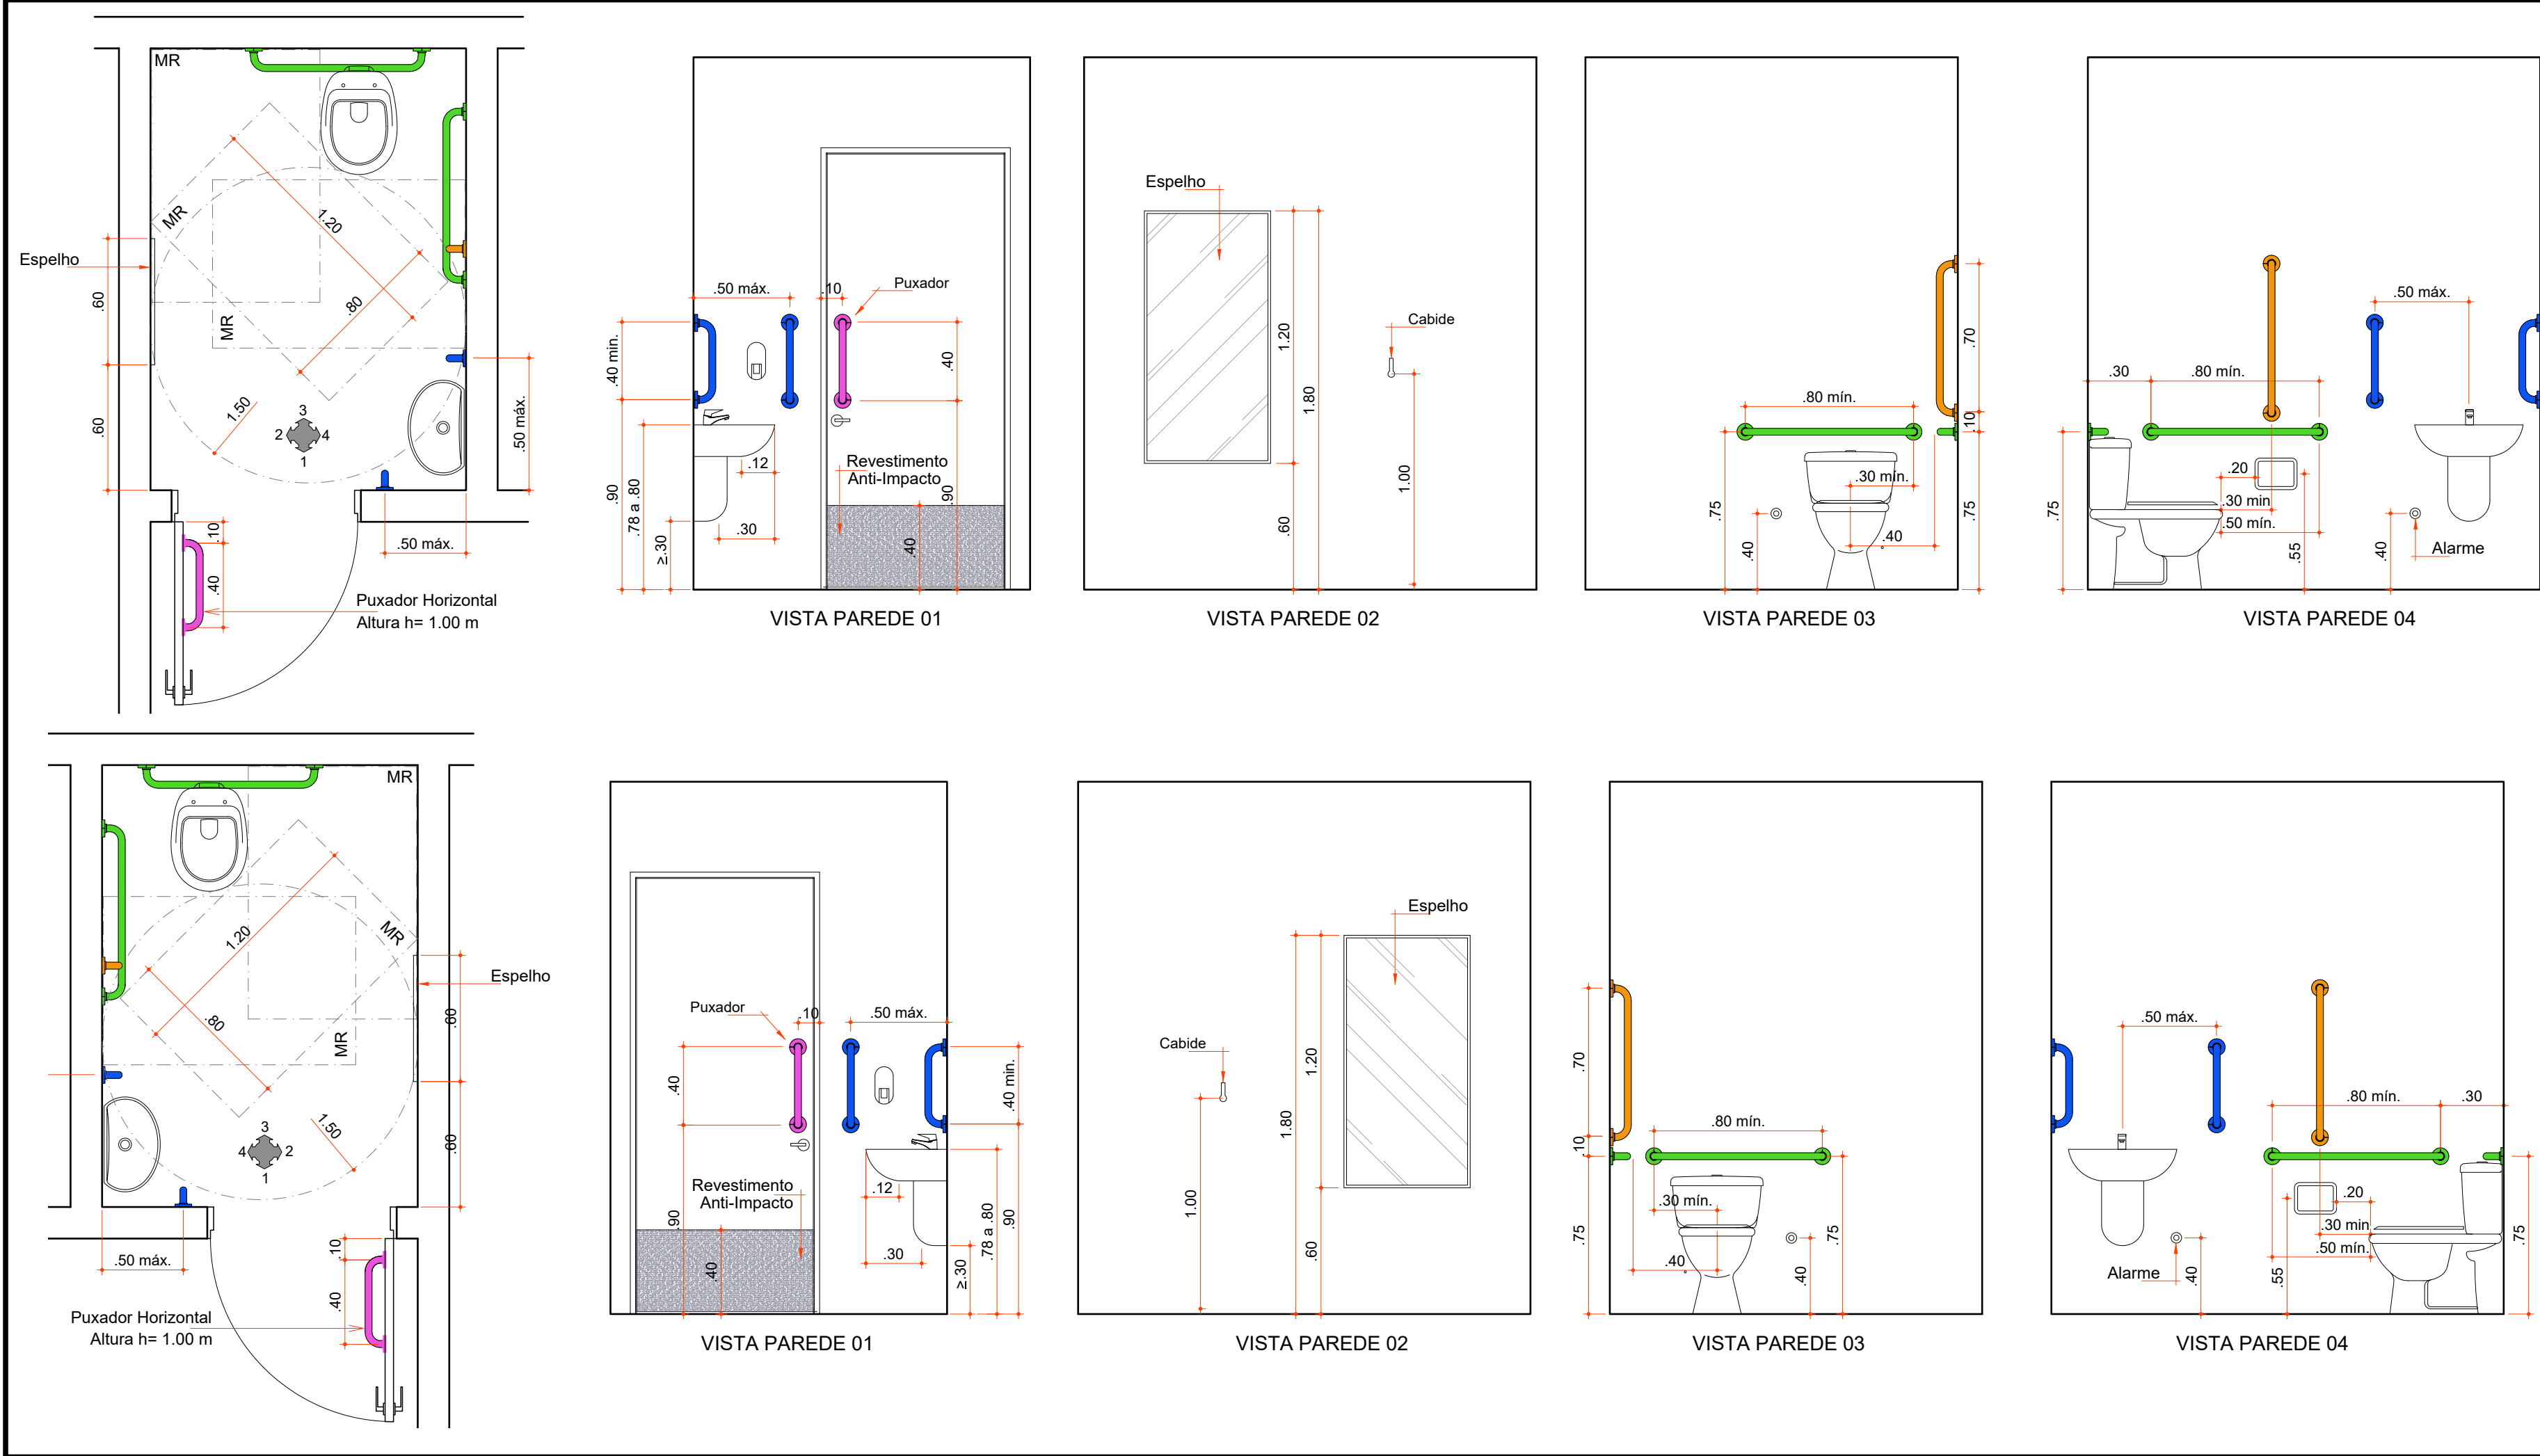 MR
MR
1.20
Espelho
.60
.80
MR
1.50
3
2
4
1
.60
.50 máx.
.10
.50 máx.
.40
Puxador Horizontal
Altura h= 1.00 m
.50 máx.
.10
Puxador
.40 min.
.40
.12
Revestimento
Anti-Impacto
.90
.78 a .80
.90
.30
≥.30
.40
VISTA PAREDE 01
Espelho
1.20
Cabide
1.80
1.00
.60
VISTA PAREDE 02
.70
.80 mín.
.10
.30 mín.
.75
.75
.40
.40
VISTA PAREDE 03
.50 máx.
.30
.80 mín.
.20
.30 min
.50 mín.
.75
.55
.40
Alarme
VISTA PAREDE 04
MR
MR
1.20
Espelho
.80
.60
MR
1.50
3
4
2
1
.60
.50 máx.
.10
.40
Puxador Horizontal
Altura h= 1.00 m
Puxador
.10
.50 máx.
.40
.40 min.
Revestimento
Anti-Impacto
.12
.90
.78 a .80
.90
.30
.40
≥.30
VISTA PAREDE 01
Espelho
Cabide
1.20
1.80
1.00
.60
VISTA PAREDE 02
.70
.80 mín.
.10
.30 mín.
.75
.75
.40
.40
VISTA PAREDE 03
.50 máx.
.80 mín.
.30
.20
.30 min
.50 mín.
.75
Alarme
.40
.55
VISTA PAREDE 04